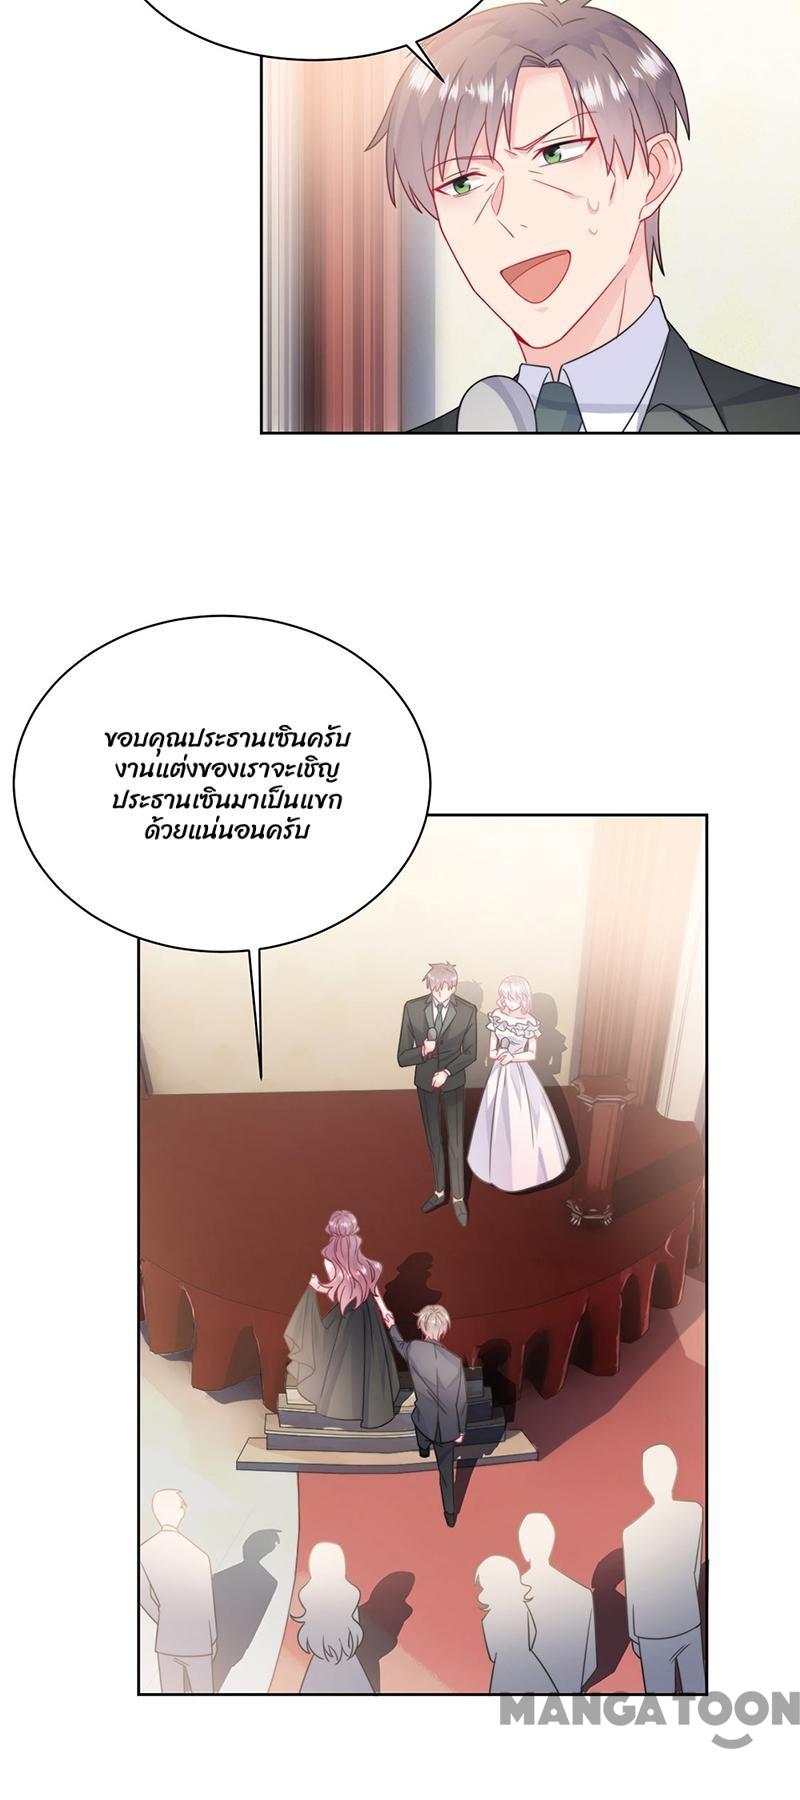 ขอบคุณประธานเซินครับ
งานแต่งของเราจะเชิญ
ประธานเซินมาเป็นแขก
ด้วยแน่นอนครับ
MANGATOON